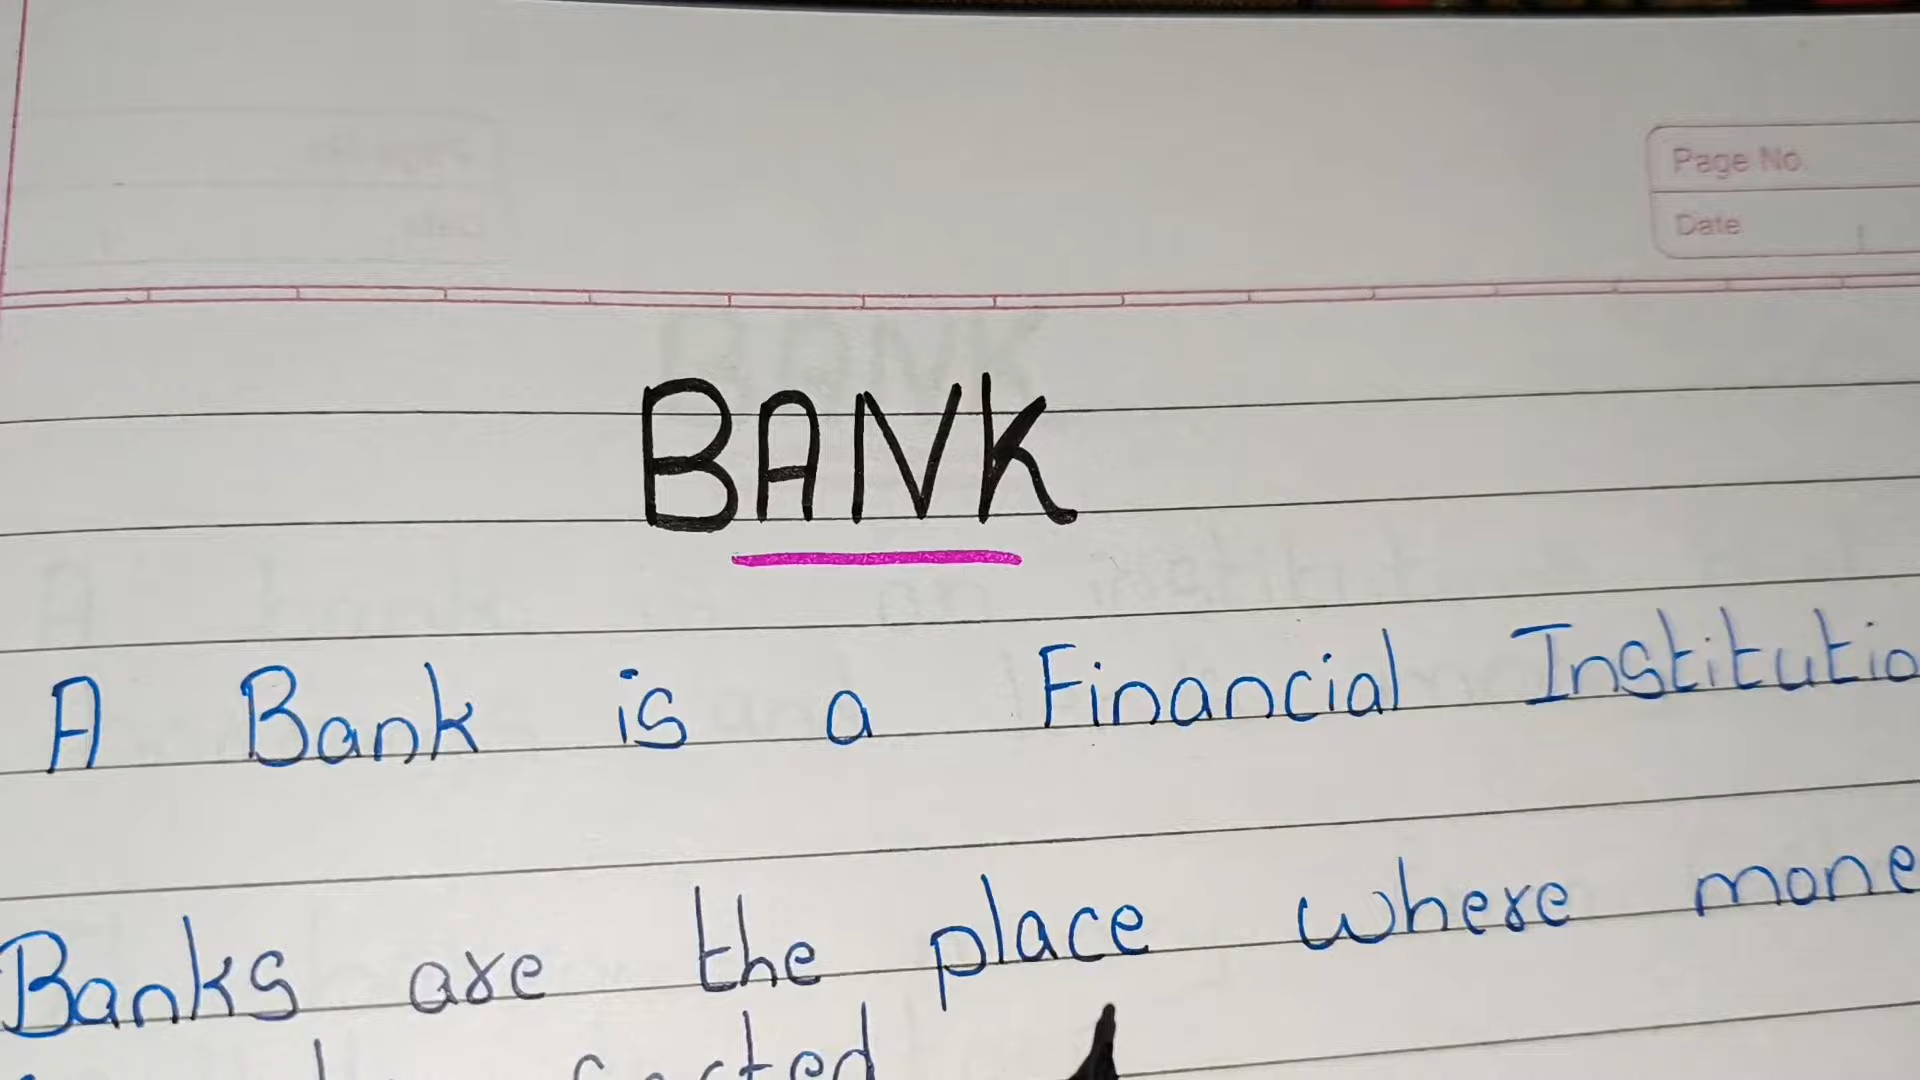 Page No.
Date
BANK
A Bank is a Financial Institutio
Banks are the place where mone